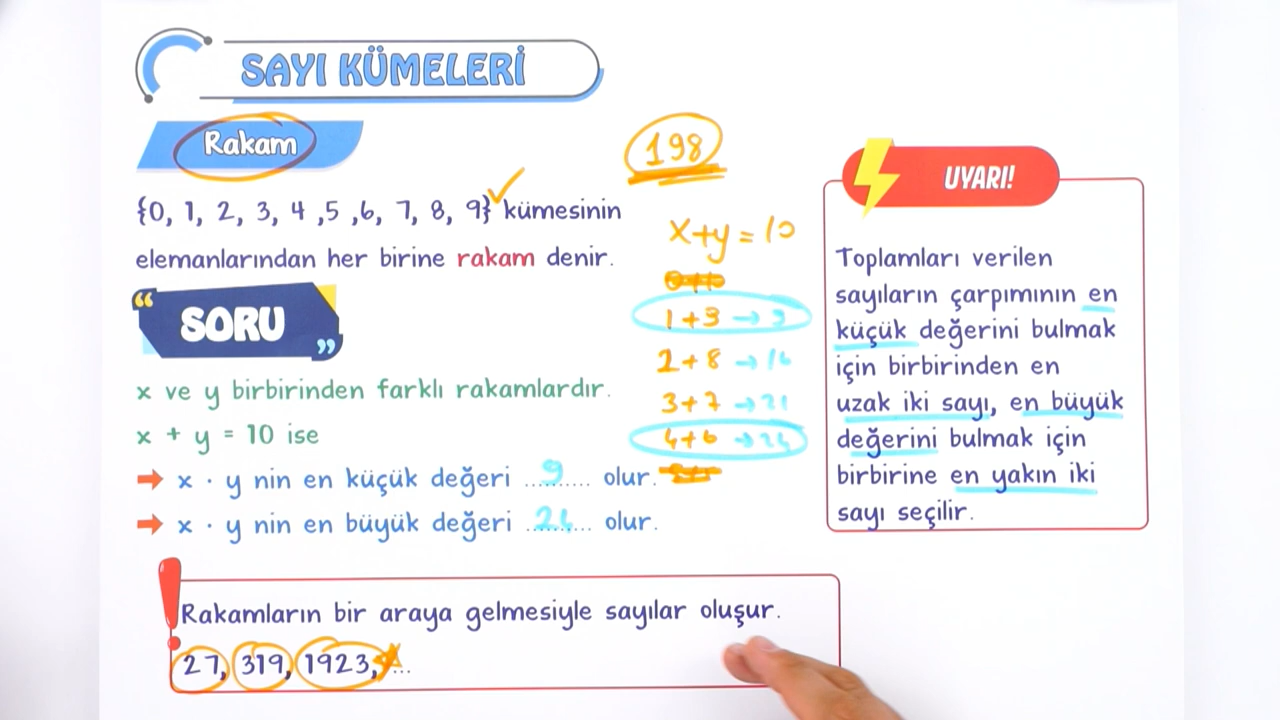 SAYI KÜMELERİ
Rakam
{0, 1, 2, 3, 4 ,5 ,6, 7, 8, 9} kümesinin
elemanlarından her birine rakam denir.
SORU
x ve y birbirinden farklı rakamlardır.
x + y = 10 ise
x · y nin en küçük değeri ...9... olur.
x · y nin en büyük değeri ...24... olur.
198
x+y = 10
1+9 → 9
2+8 → 16
3+7 → 21
4+6 → 24
UYARI!
Toplamları verilen
sayıların çarpımının en
küçük değerini bulmak
için birbirinden en
uzak iki sayı, en büyük
değerini bulmak için
birbirine en yakın iki
sayı seçilir.
Rakamların bir araya gelmesiyle sayılar oluşur.
27, 319, 1923, ...